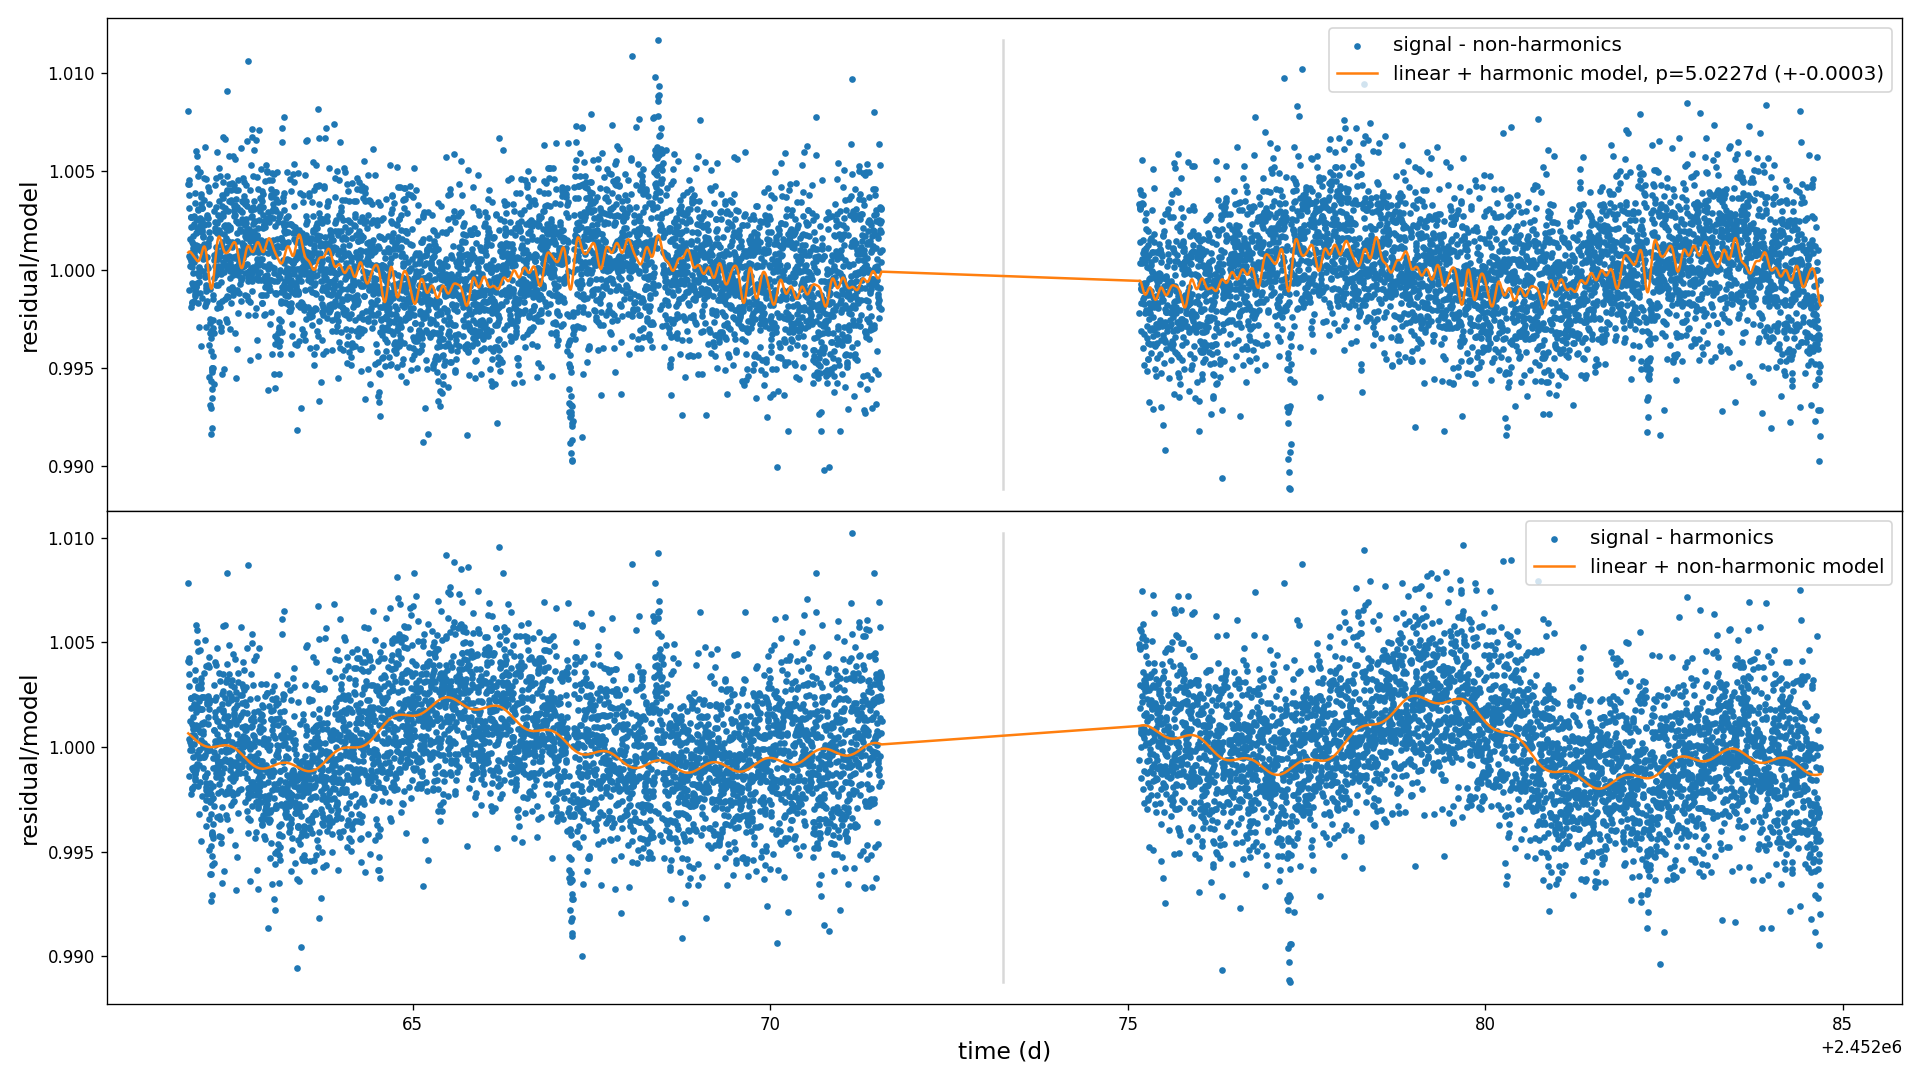 signal - non-harmonics
linear + harmonic model, p=5.0227d (+-0.0003)
residual/model
1.010
1.005
1.000
0.995
0.990
signal - harmonics
linear + non-harmonic model
residual/model
1.010
1.005
1.000
0.995
0.990
65 70 75 80 85
time (d)
+2.452e6